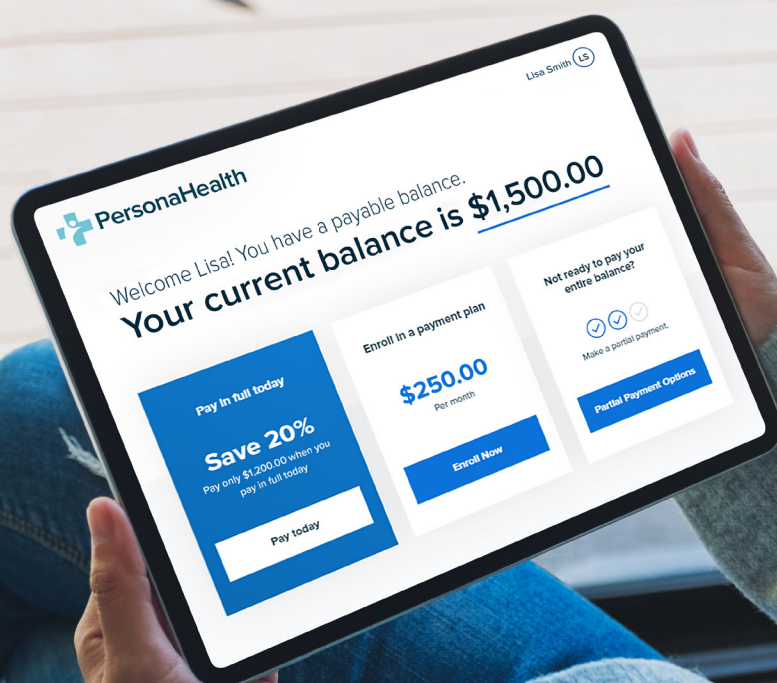 Lisa Smith LS
PersonaHealth
Welcome Lisa! You have a payable balance.
Your current balance is $1,500.00
Pay in full today
Save 20%
Pay only $1,200.00 when you
pay in full today
Pay today
Enroll in a payment plan
$250.00
Per month
Enroll Now
Not ready to pay your
entire balance?
Make a partial payment.
Partial Payment Options